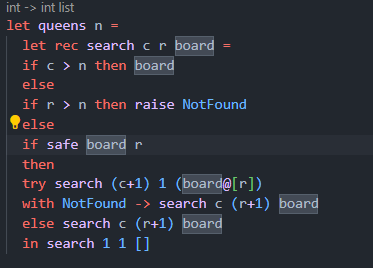 int -> int list
let queens n =
let rec search c r board =
if c > n then board
else
if r > n then raise NotFound
else
if safe board r
then
try search (c+1) 1 (board@[r])
with NotFound -> search c (r+1) board
else search c (r+1) board
in search 1 1 []